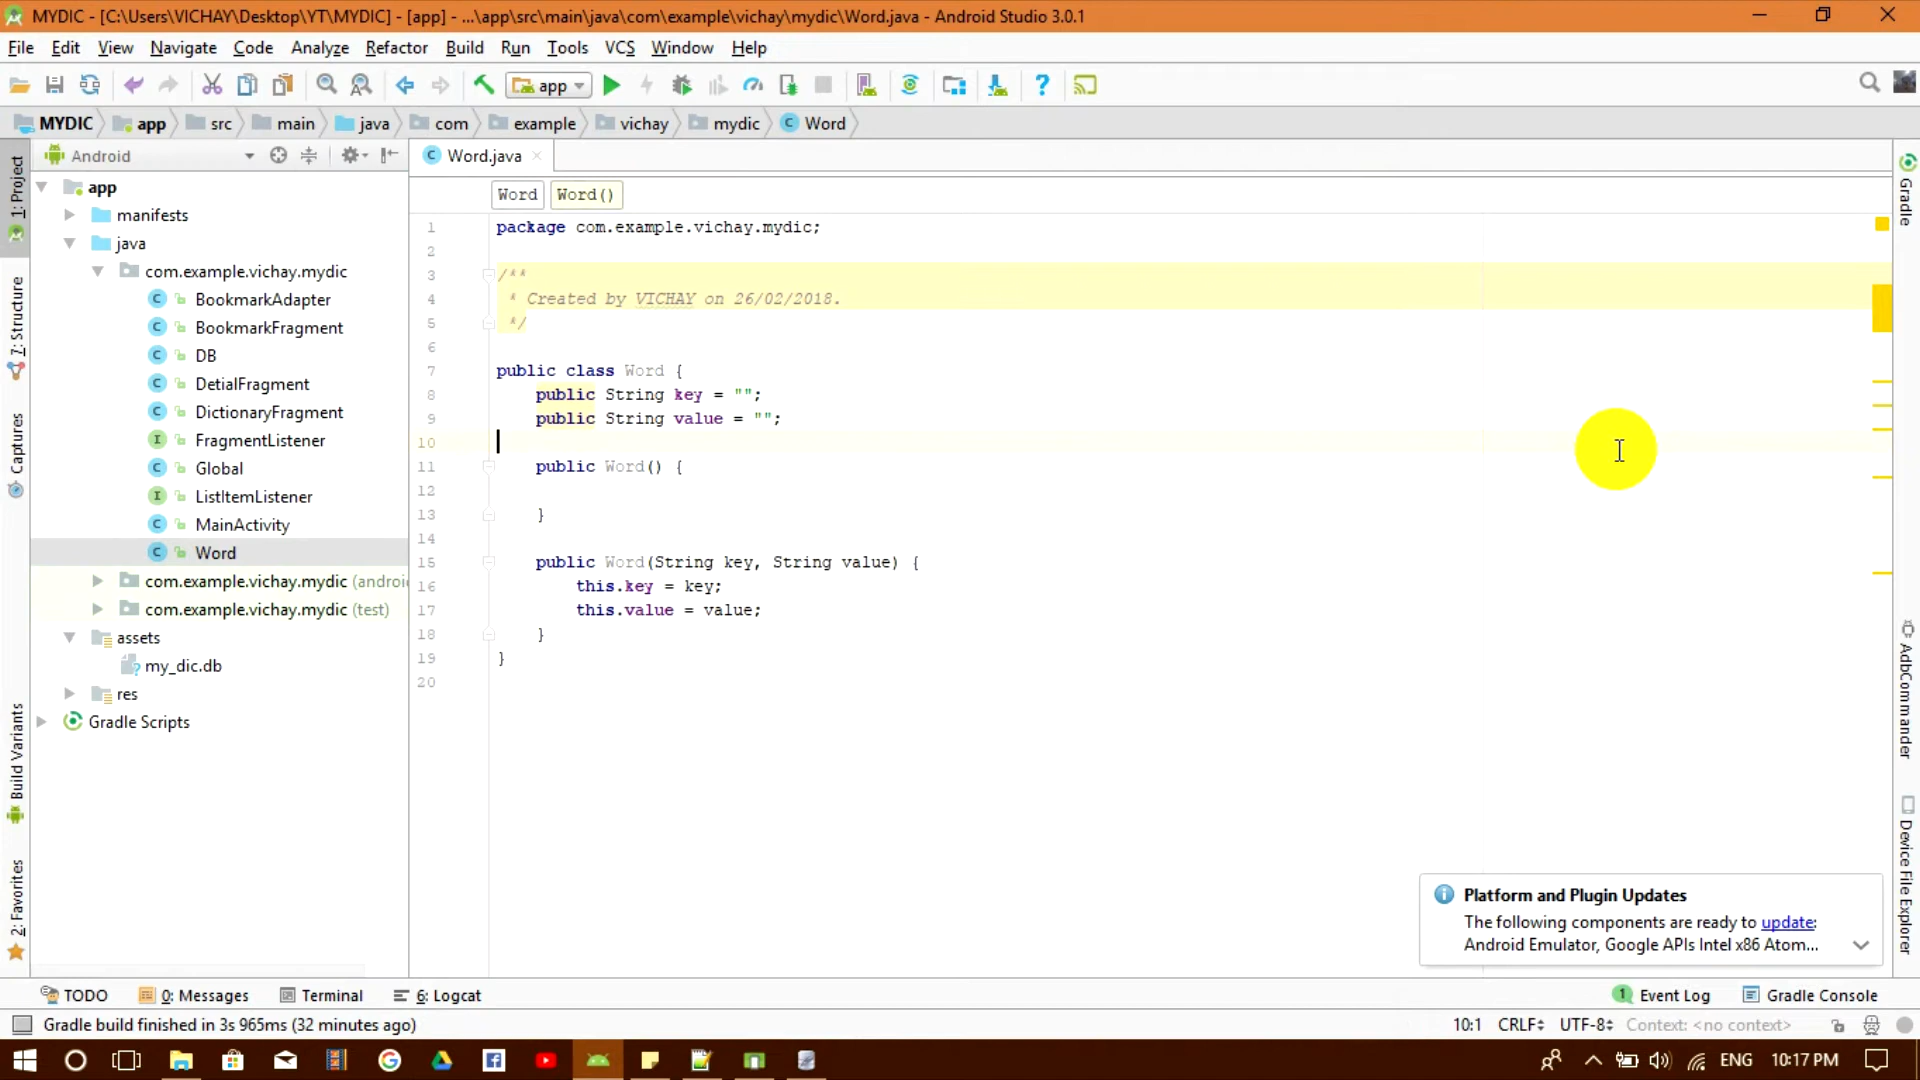 MYDIC - [C:\Users\VICHAY\Desktop\YT\MYDIC] - [app] - ...\app\src\main\java\com\example\vichay\mydic\Word.java - Android Studio 3.0.1
File Edit View Navigate Code Analyze Refactor Build Run Tools VCS Window Help
app
MYDIC app src main java com example vichay mydic Word
Android
Word.java
Word Word()
1: Project
7: Structure
Captures
Build Variants
2: Favorites
app
manifests
java
com.example.vichay.mydic
BookmarkAdapter
BookmarkFragment
DB
DetialFragment
DictionaryFragment
FragmentListener
Global
ListItemListener
MainActivity
Word
com.example.vichay.mydic (androi
com.example.vichay.mydic (test)
assets
my_dic.db
res
Gradle Scripts
1 package com.example.vichay.mydic;
2
3 /**
4 * Created by VICHAY on 26/02/2018.
5 */
6
7 public class Word {
8 public String key = "";
9 public String value = "";
10
11 public Word() {
12
13 }
14
15 public Word(String key, String value) {
16 this.key = key;
17 this.value = value;
18 }
19 }
20
Gradle
AdbCommander
Device File Explorer
Platform and Plugin Updates
The following components are ready to update:
Android Emulator, Google APIs Intel x86 Atom...
TODO 0: Messages Terminal 6: Logcat 1 Event Log Gradle Console
Gradle build finished in 3s 965ms (32 minutes ago) 10:1 CRLF UTF-8 Context: <no context>
ENG 10:17 PM